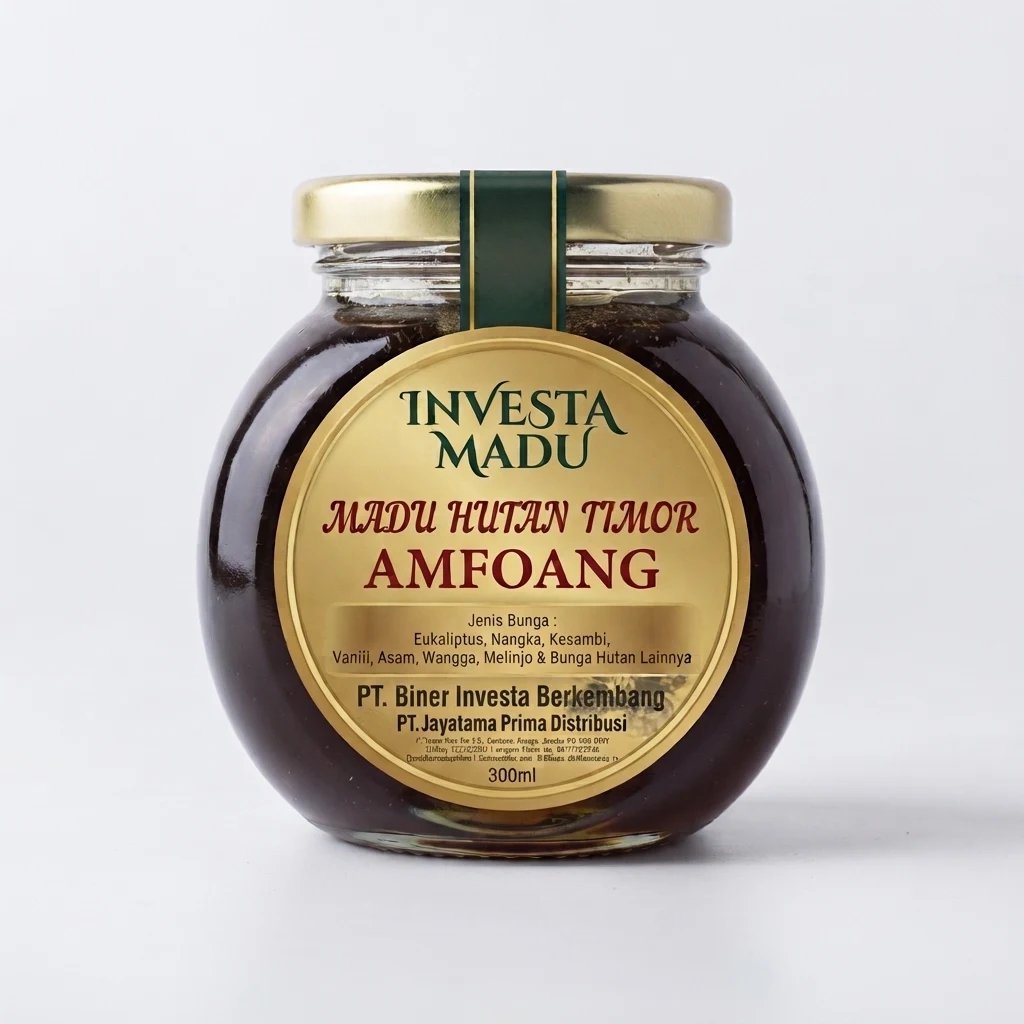 INVESTA
MADU
MADU HUTAN TIMOR
AMFOANG
Jenis Bunga :
Eukaliptus, Nangka, Kesambi,
Vaniii, Asam, Wangga, Melinjo & Bunga Hutan Lainnya
PT. Biner Investa Berkembang
PT. Jayatama Prima Distribusi
300ml